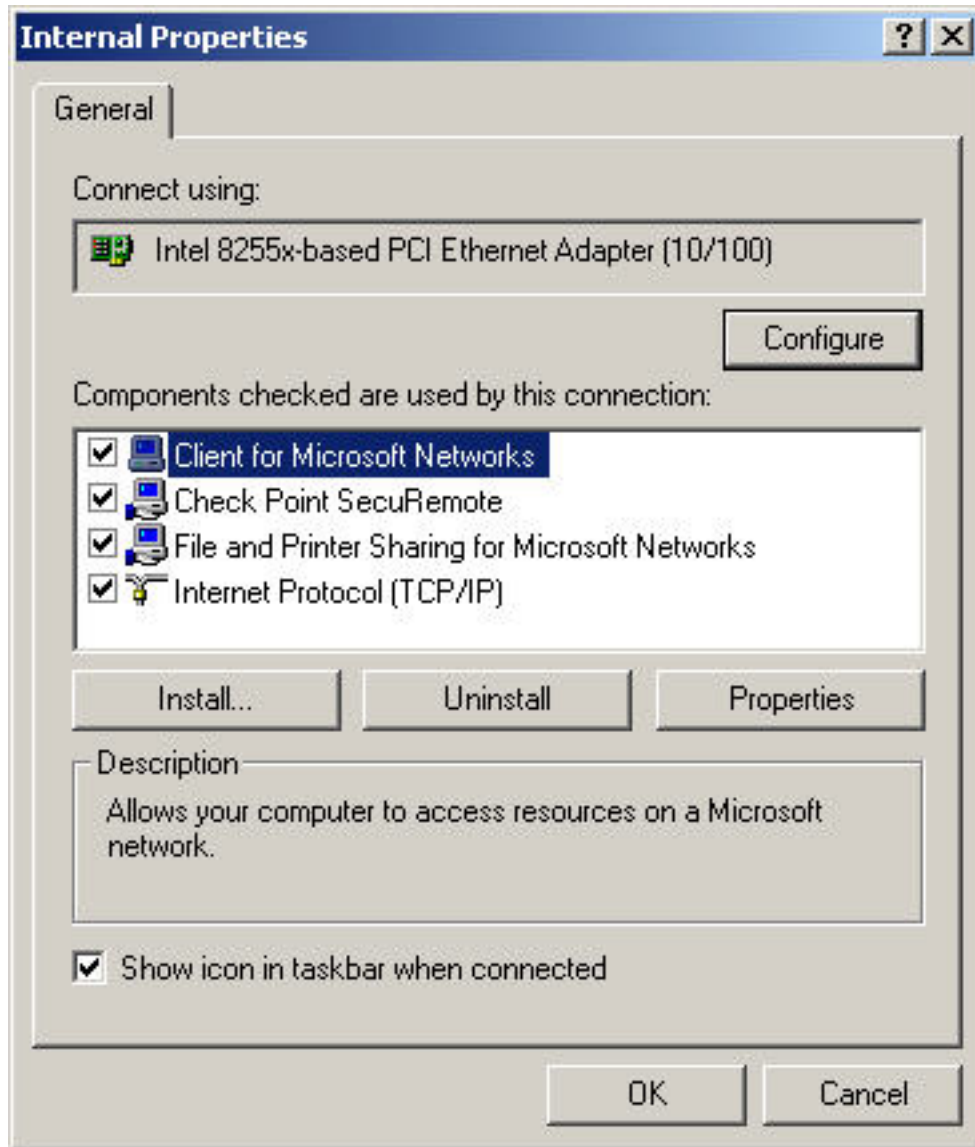 Internal Properties
General
Connect using:
Intel 8255x-based PCI Ethernet Adapter (10/100)
Configure
Components checked are used by this connection:
Client for Microsoft Networks
Check Point SecuRemote
File and Printer Sharing for Microsoft Networks
Internet Protocol (TCP/IP)
Install... Uninstall Properties
Description
Allows your computer to access resources on a Microsoft
network.
Show icon in taskbar when connected
OK Cancel